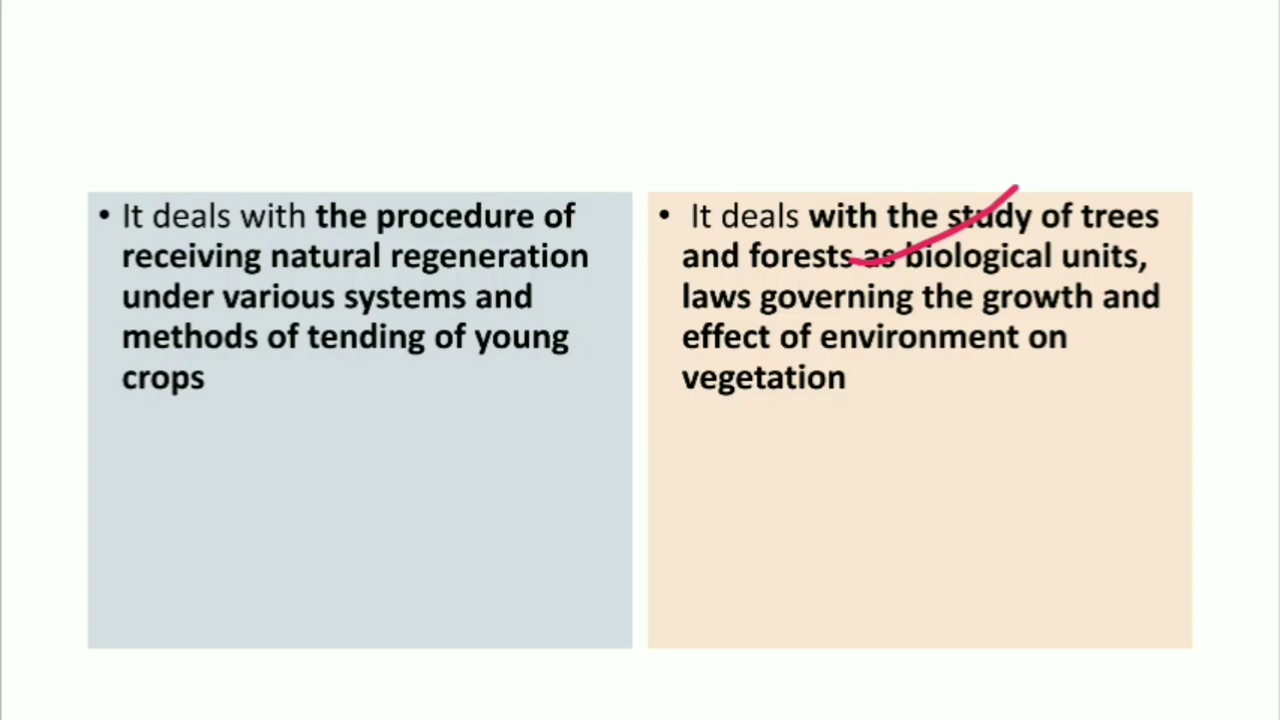 • It deals with the procedure of
receiving natural regeneration
under various systems and
methods of tending of young
crops
• It deals with the study of trees
and forests as biological units,
laws governing the growth and
effect of environment on
vegetation